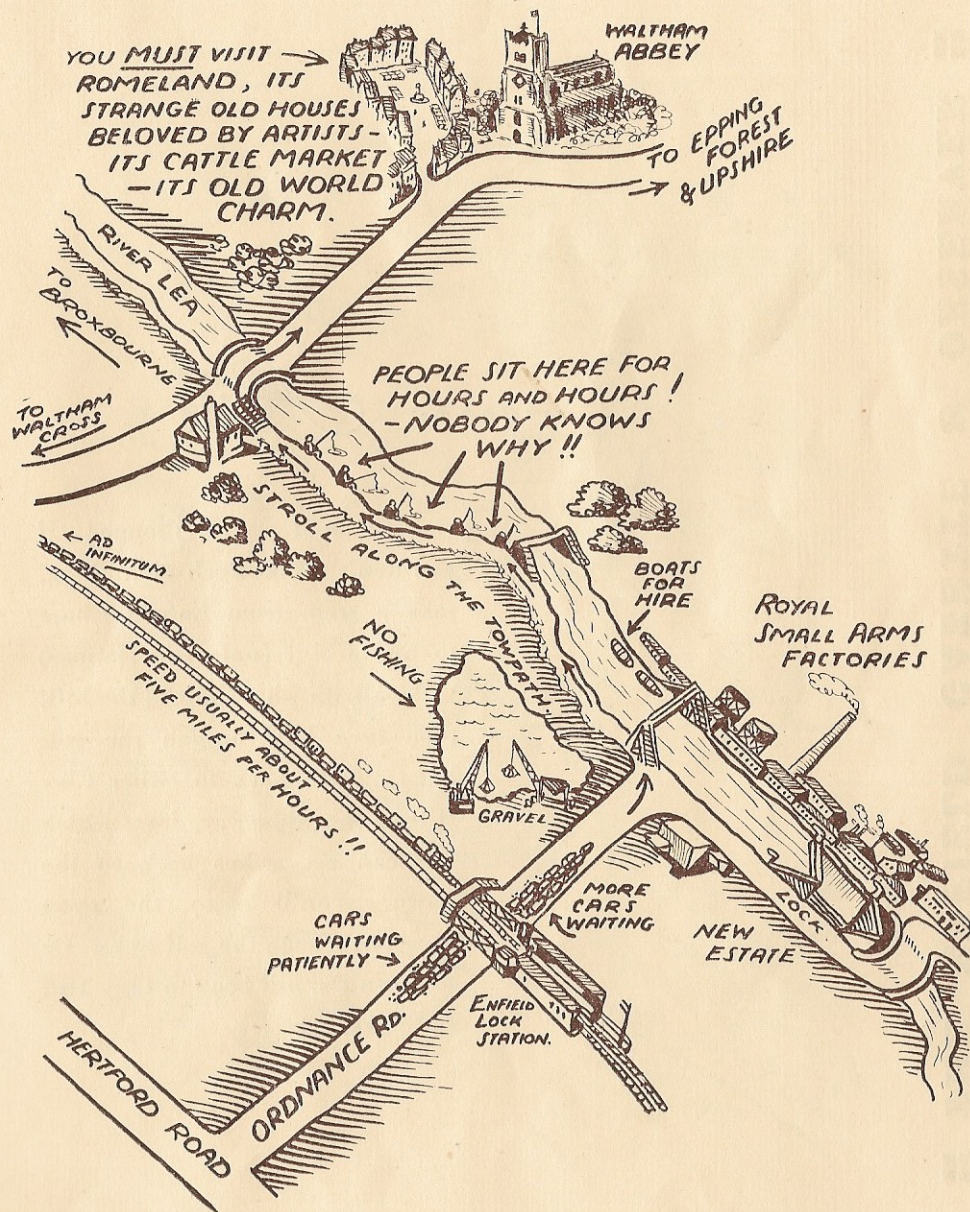 YOU MUST VISIT
ROMELAND, ITS
STRANGE OLD HOUSES
BELOVED BY ARTISTS -
ITS CATTLE MARKET
- ITS OLD WORLD
CHARM.
WALTHAM
ABBEY
TO EPPING
FOREST
& UPSHIRE
RIVER LEA
TO
BROXBOURNE
TO
WALTHAM
CROSS
PEOPLE SIT HERE FOR
HOURS AND HOURS !
- NOBODY KNOWS
WHY !!
STROLL ALONG THE TOWPATH.
AD
INFINITUM
SPEED USUALLY ABOUT
FIVE MILES PER HOURS !!
NO
FISHING
BOATS
FOR
HIRE
ROYAL
SMALL ARMS
FACTORIES
GRAVEL
MORE
CARS
WAITING
CARS
WAITING
PATIENTLY
LOCK
NEW
ESTATE
ENFIELD
LOCK
STATION.
ORDNANCE RD.
HERTFORD ROAD